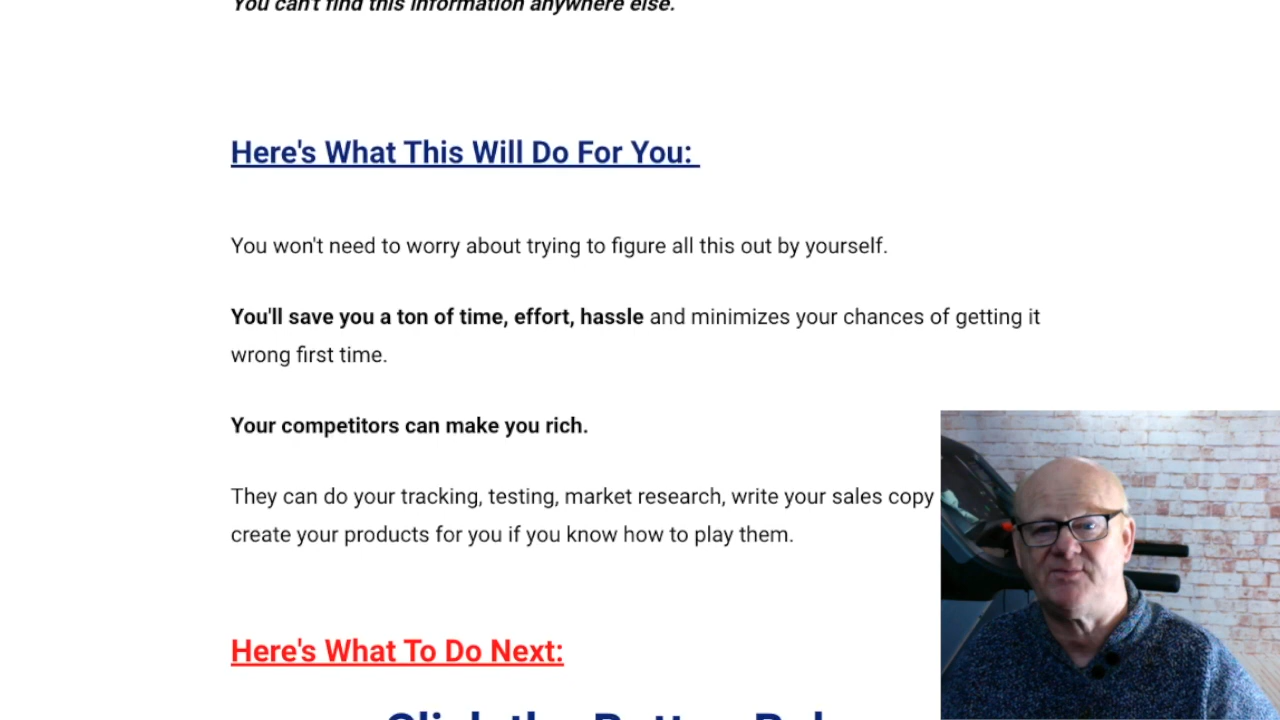 You can't find this information anywhere else.
Here's What This Will Do For You:
You won't need to worry about trying to figure all this out by yourself.
You'll save you a ton of time, effort, hassle and minimizes your chances of getting it
wrong first time.
Your competitors can make you rich.
They can do your tracking, testing, market research, write your sales copy
create your products for you if you know how to play them.
Here's What To Do Next:
Click the Button